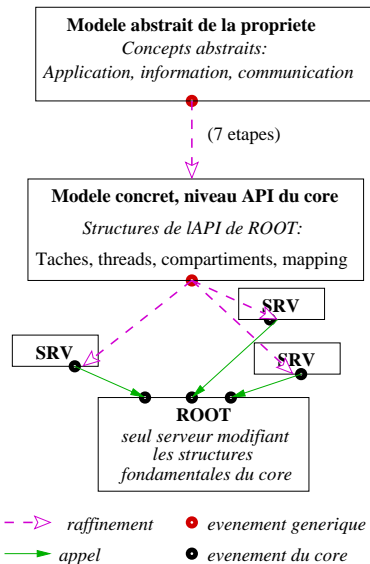 Modele abstrait de la propriete
Concepts abstraits:
Application, information, communication
(7 etapes)
Modele concret, niveau API du core
Structures de lAPI de ROOT:
Taches, threads, compartiments, mapping
SRV
SRV
SRV
ROOT
seul serveur modifiant
les structures
fondamentales du core
raffinement
evenement generique
appel
evenement du core